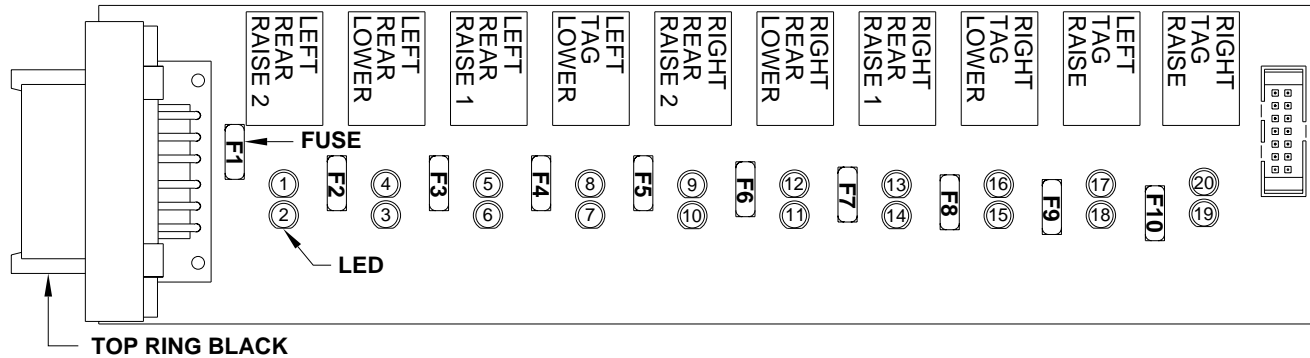 LEFT
REAR
RAISE 2
LEFT
REAR
LOWER
LEFT
REAR
RAISE 1
LEFT
TAG
LOWER
RIGHT
REAR
RAISE 2
RIGHT
REAR
LOWER
RIGHT
REAR
RAISE 1
RIGHT
TAG
LOWER
LEFT
TAG
RAISE
RIGHT
TAG
RAISE
F1
FUSE
1
2
F2
4
3
F3
5
6
F4
8
7
F5
9
10
F6
12
11
F7
13
14
F8
16
15
F9
17
18
F10
20
19
LED
TOP RING BLACK